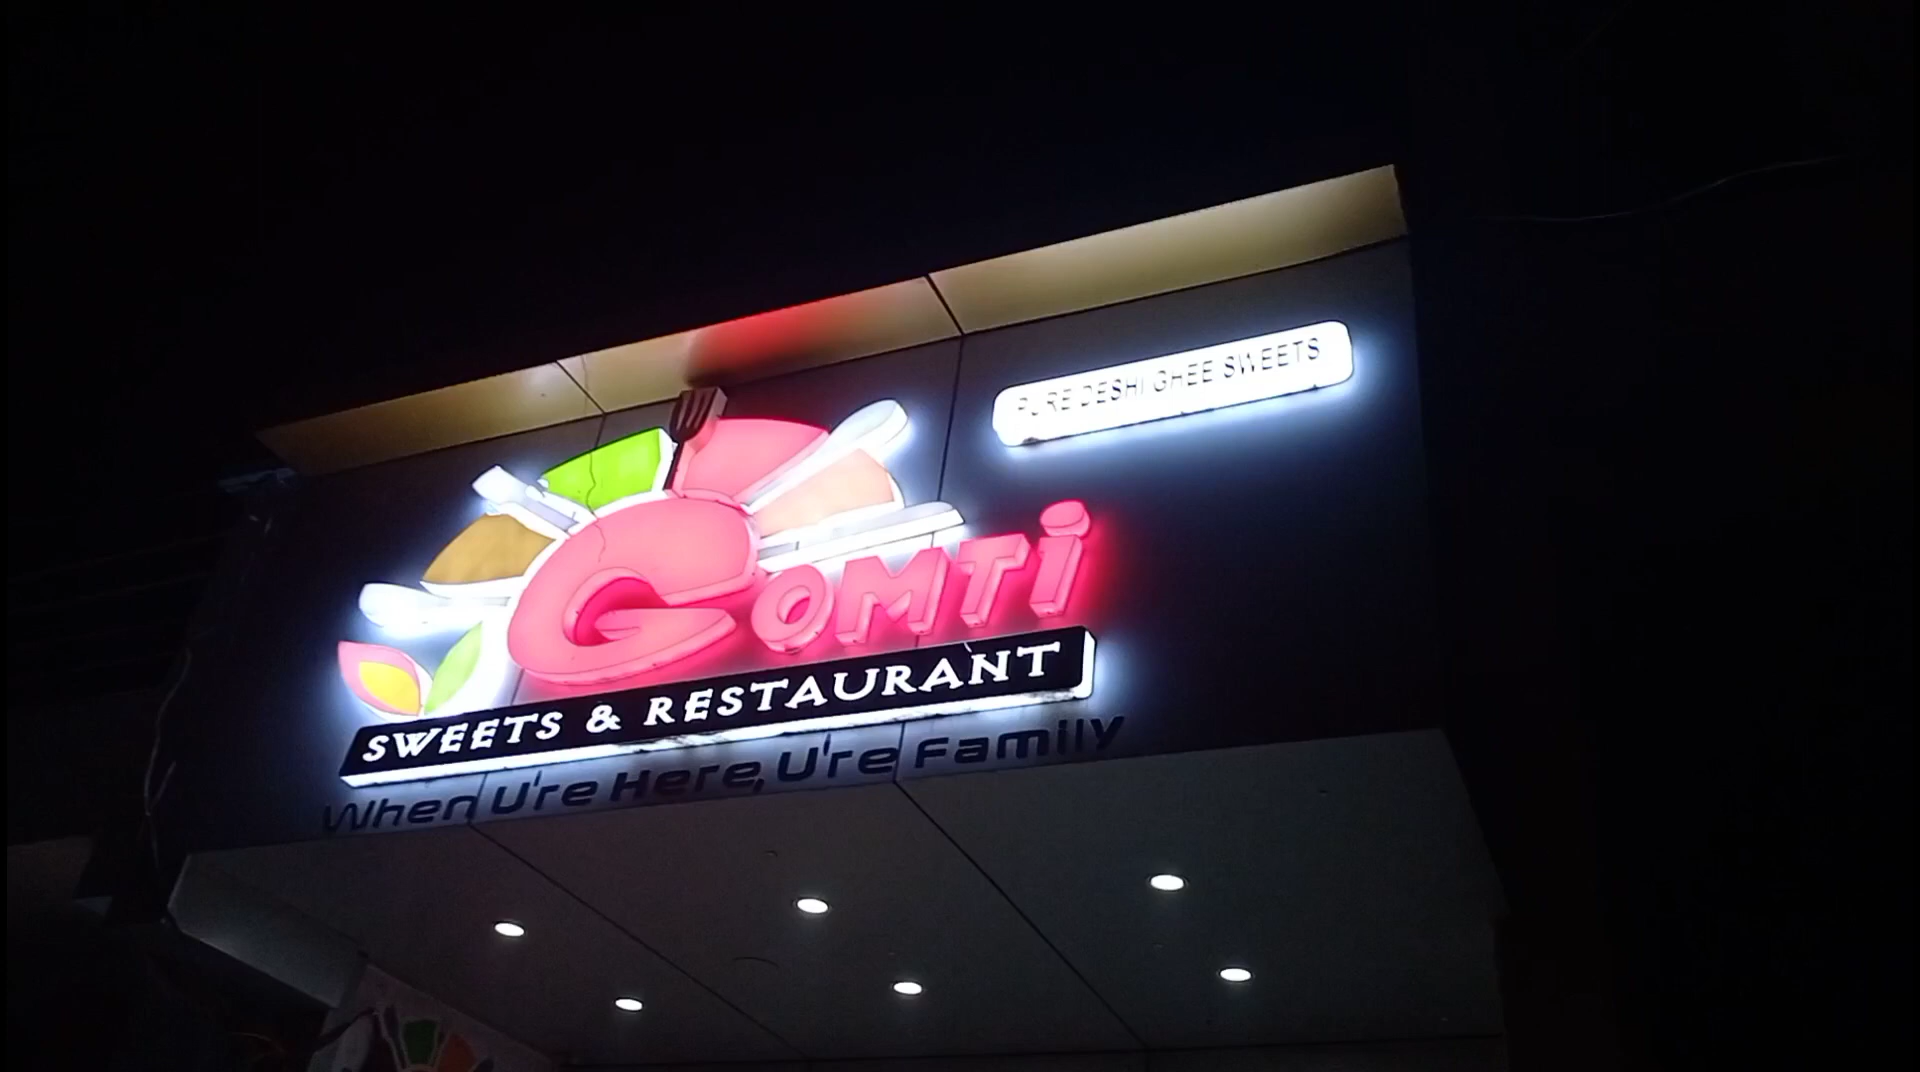 PURE DESHI GHEE SWEETS
GOMTi
SWEETS & RESTAURANT
When U're Here, U're Family